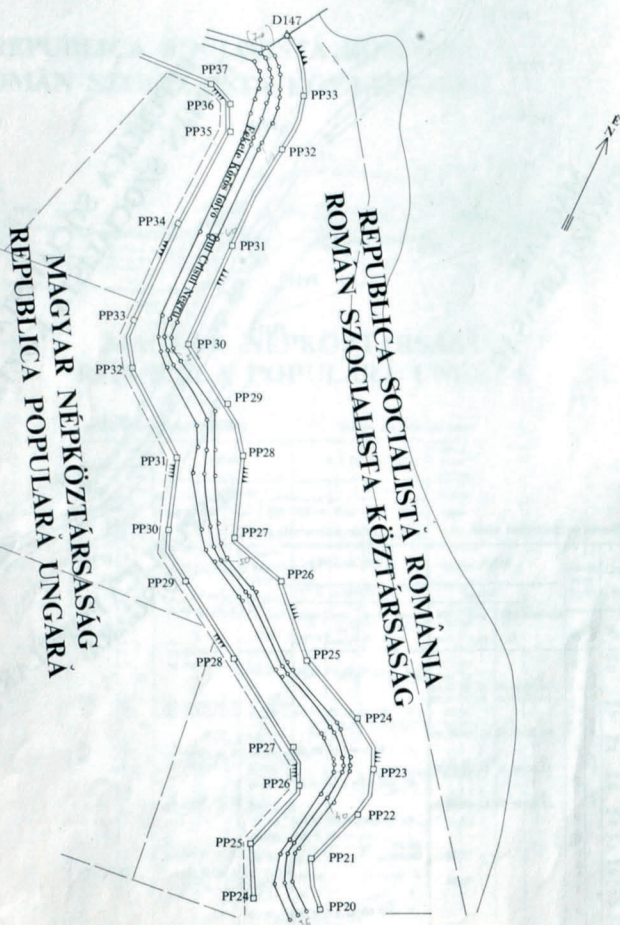 D147
PP37
PP36
PP35
PP34
PP33
PP32
PP31
PP30
PP29
PP28
PP27
PP26
PP25
PP24
PP33
PP32
PP31
PP30
PP29
PP28
PP27
PP26
PP25
PP24
PP23
PP22
PP21
PP20
Fekete Körös folyó
Rîul Crişul Negru
REPUBLICA SOCIALISTĂ ROMÂNIA
ROMÁN SZOCIALISTA KÖZTÁRSASÁG
MAGYAR NÉPKÖZTÁRSASÁG
REPUBLICA POPULARĂ UNGARĂ